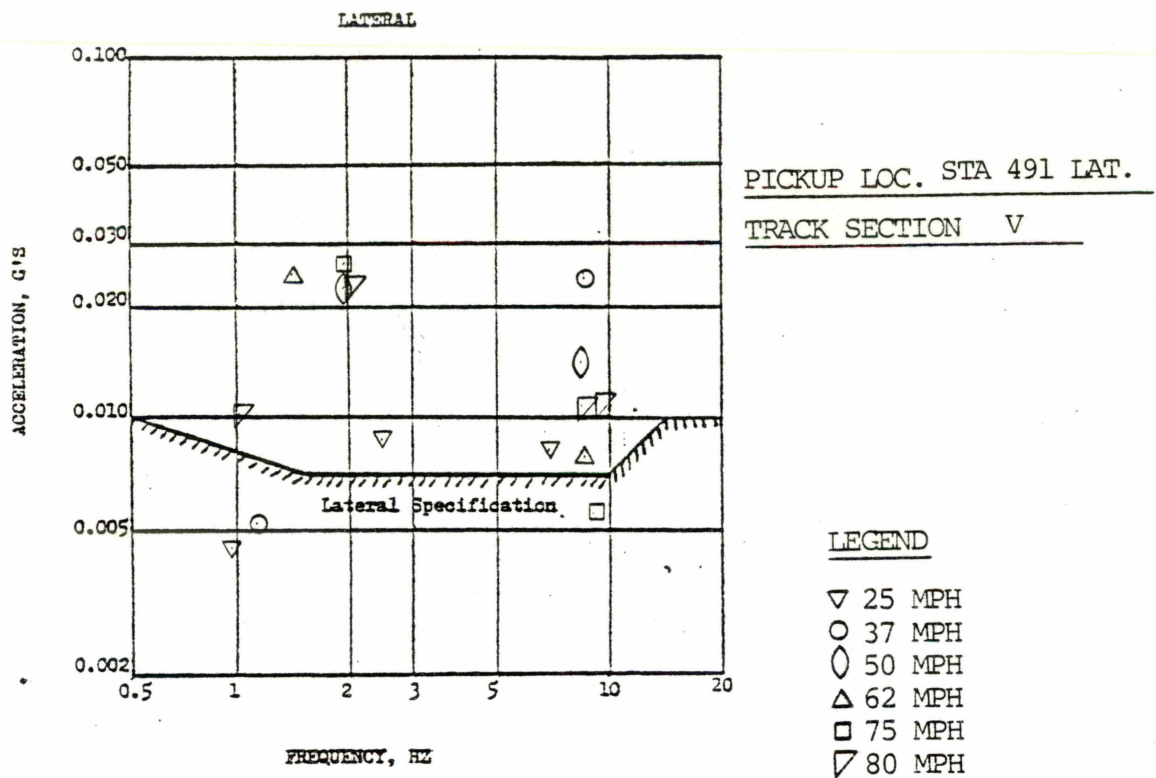 LATERAL
0.100
0.050
0.030
0.020
0.010
0.005
0.002
ACCELERATION, G'S
Lateral Specification
0.5 1 2 3 5 10 20
FREQUENCY, HZ
PICKUP LOC. STA 491 LAT.
TRACK SECTION V
LEGEND
25 MPH
37 MPH
50 MPH
62 MPH
75 MPH
80 MPH